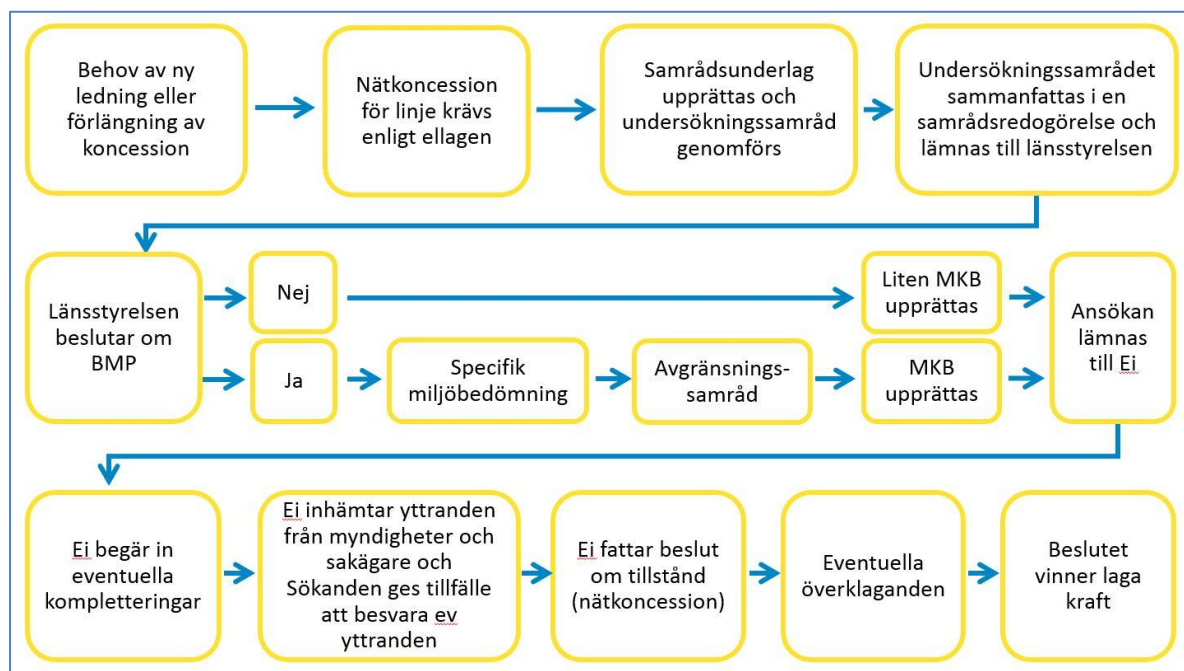 Behov av ny
ledning eller
förlängning av
koncession
Nätkoncession
för linje krävs
enligt ellagen
Samrådsunderlag
upprättas och
undersökningssamråd
genomförs
Undersökningssamrådet
sammanfattas i en
samrådsredogörelse och
lämnas till länsstyrelsen
Länsstyrelsen
beslutar om
BMP
Nej
Liten MKB
upprättas
Ja
Specifik
miljöbedömning
Avgränsnings-
samråd
MKB
upprättas
Ansökan
lämnas
till Ei
Ei begär in
eventuella
kompletteringar
Ei inhämtar yttranden
från myndigheter och
sakägare och
Sökanden ges tillfälle
att besvara ev
yttranden
Ei fattar beslut
om tillstånd
(nätkoncession)
Eventuella
överklaganden
Beslutet
vinner laga
kraft